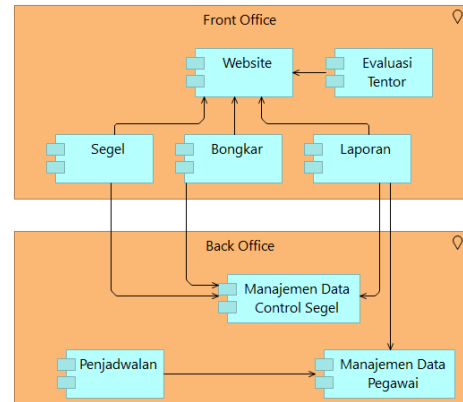 Front Office
Website
Evaluasi
Tentor
Segel
Bongkar
Laporan
Back Office
Manajemen Data
Control Segel
Penjadwalan
Manajemen Data
Pegawai